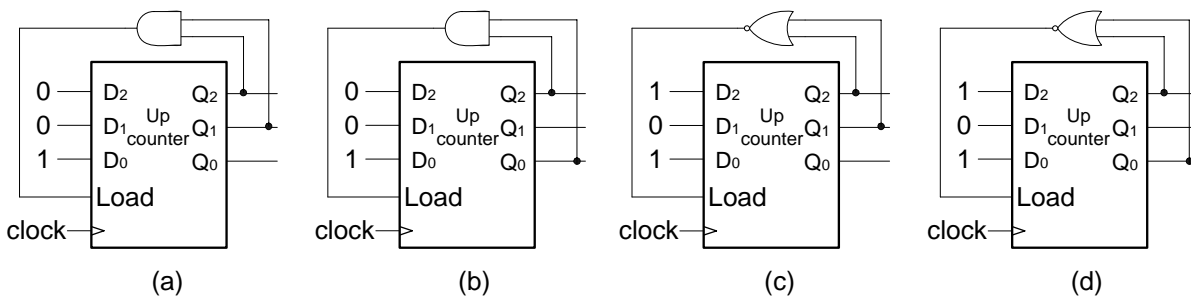 0 D2 Up Q2
0 D1 counter Q1
1 D0 Q0
Load
clock
(a)
0 D2 Up Q2
0 D1 counter Q1
1 D0 Q0
Load
clock
(b)
1 D2 Up Q2
0 D1 counter Q1
1 D0 Q0
Load
clock
(c)
1 D2 Up Q2
0 D1 counter Q1
1 D0 Q0
Load
clock
(d)